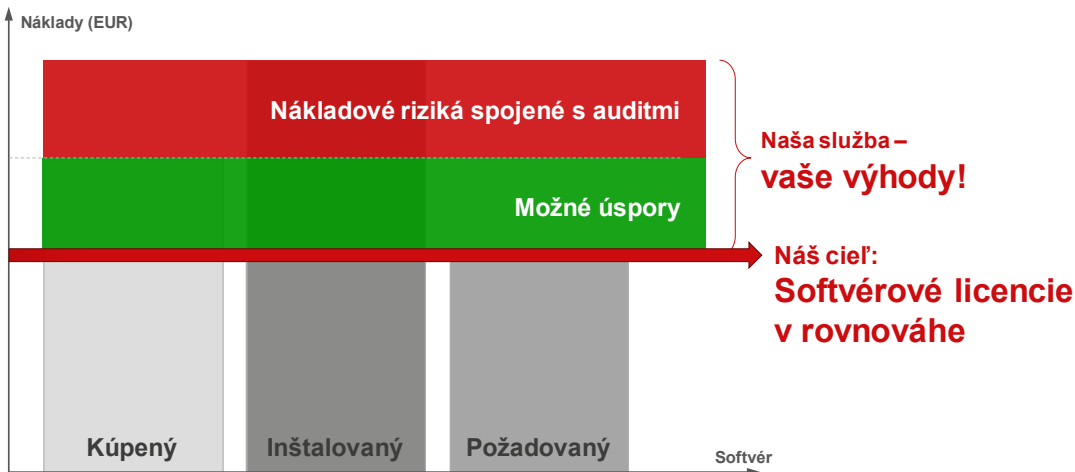 Náklady (EUR)
Nákladové riziká spojené s auditmi
Naša služba –
vaše výhody!
Možné úspory
Náš cieľ:
Softvérové licencie
v rovnováhe
Kúpený
Inštalovaný
Požadovaný
Softvér